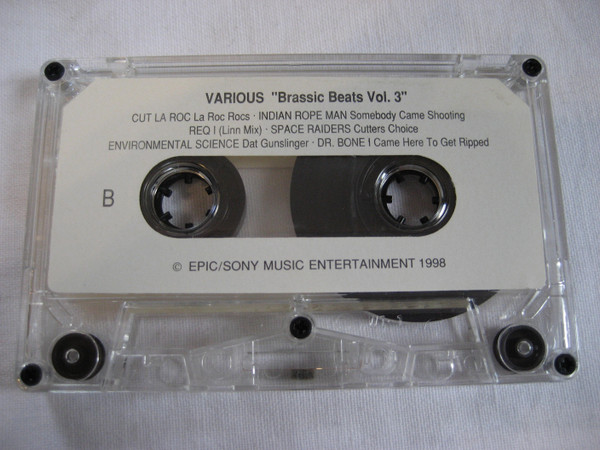 VARIOUS "Brassic Beats Vol. 3"
CUT LA ROC La Roc Rocs · INDIAN ROPE MAN Somebody Came Shooting
REQ I (Linn Mix) · SPACE RAIDERS Cutters Choice
ENVIRONMENTAL SCIENCE Dat Gunslinger · DR. BONE I Came Here To Get Ripped
B
© EPIC/SONY MUSIC ENTERTAINMENT 1998